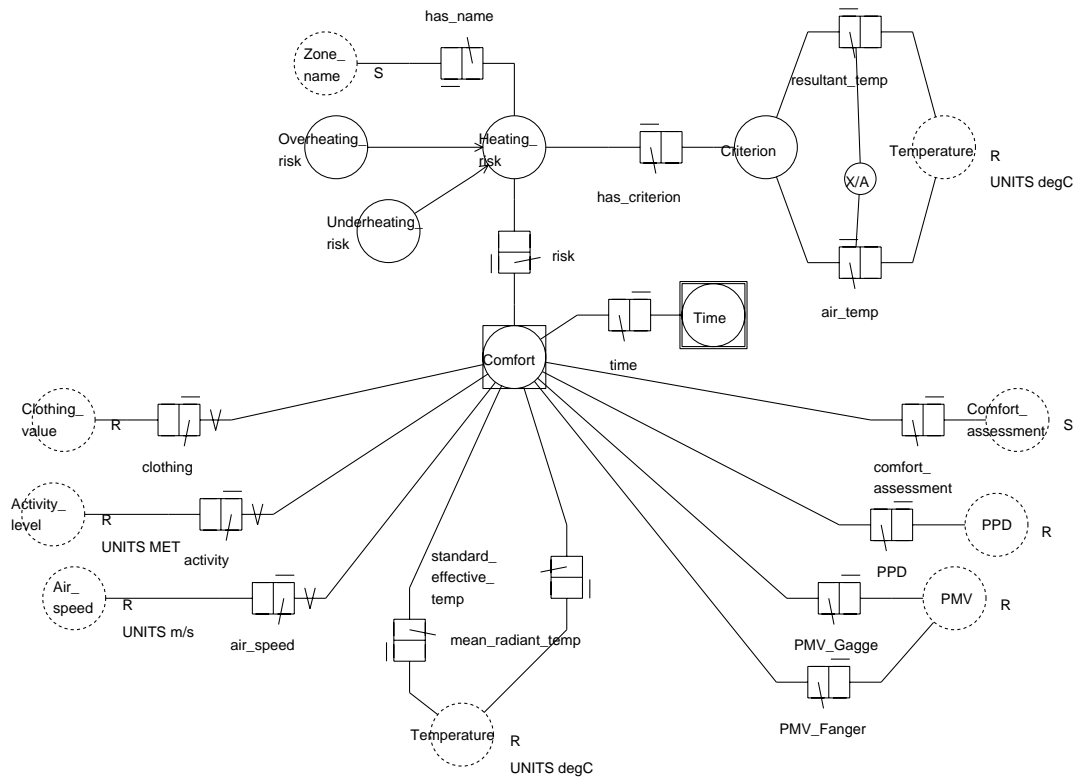 has_name
Zone_
name
S
resultant_temp
Overheating_
risk
Heating_
risk
Criterion
Temperature
R
UNITS degC
X/A
has_criterion
Underheating_
risk
risk
air_temp
Time
time
Comfort
Clothing_
value
R
clothing
Comfort_
assessment
S
comfort_
assessment
Activity_
level
R
UNITS MET
activity
PPD
R
PPD
Air_
speed
R
UNITS m/s
air_speed
standard_
effective_
temp
mean_radiant_temp
PMV
R
PMV_Gagge
PMV_Fanger
Temperature
R
UNITS degC